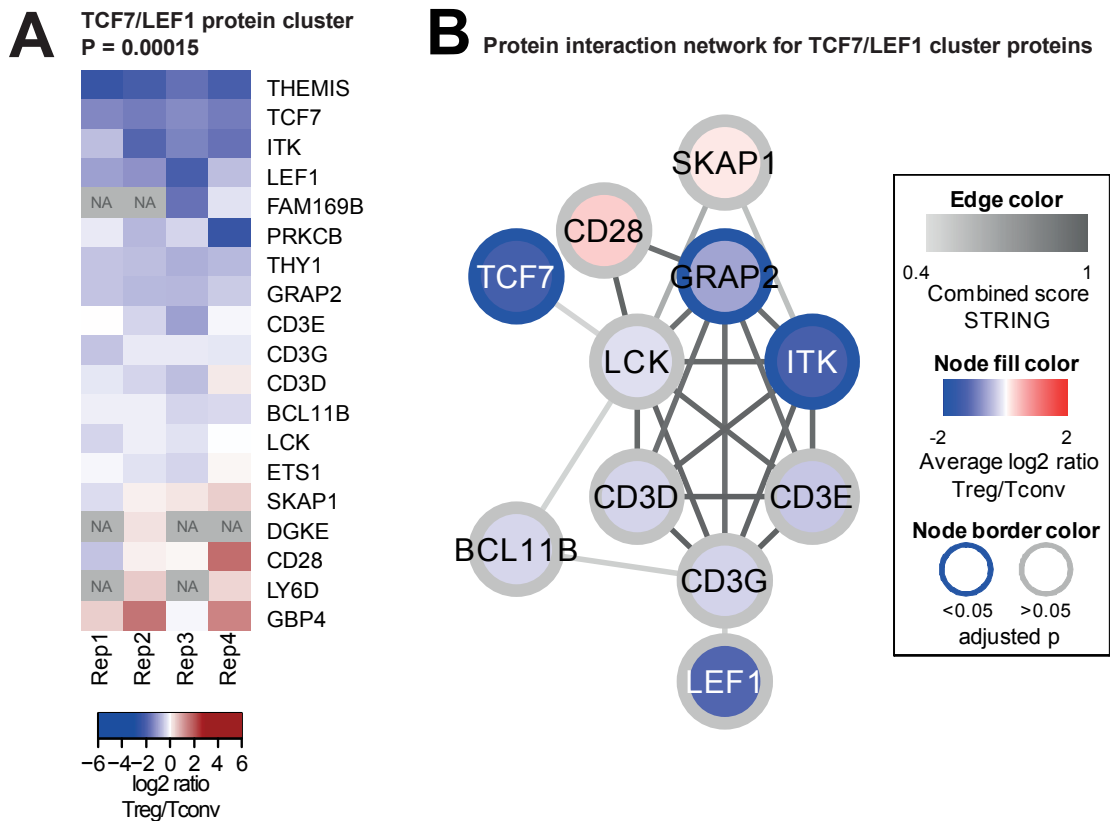 A
TCF7/LEF1 protein cluster
P = 0.00015
THEMIS
TCF7
ITK
LEF1
NA NA FAM169B
PRKCB
THY1
GRAP2
CD3E
CD3G
CD3D
BCL11B
LCK
ETS1
SKAP1
NA NA NA DGKE
CD28
NA NA LY6D
GBP4
Rep1 Rep2 Rep3 Rep4
−6 −4 −2 0 2 4 6
log2 ratio
Treg/Tconv
B
Protein interaction network for TCF7/LEF1 cluster proteins
SKAP1
CD28
TCF7
GRAP2
LCK
ITK
CD3D
CD3E
BCL11B
CD3G
LEF1
Edge color
0.4 1
Combined score
STRING
Node fill color
-2 2
Average log2 ratio
Treg/Tconv
Node border color
<0.05 >0.05
adjusted p